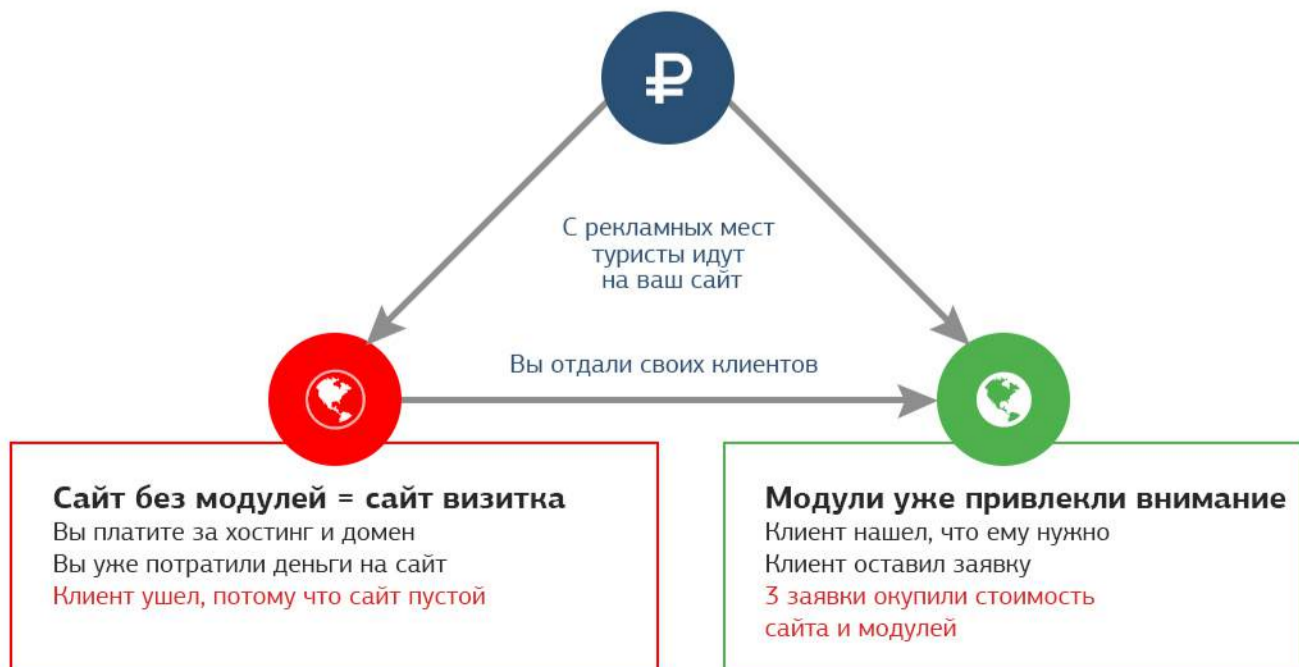 ₽
С рекламных мест
туристы идут
на ваш сайт
Вы отдали своих клиентов
Сайт без модулей = сайт визитка
Вы платите за хостинг и домен
Вы уже потратили деньги на сайт
Клиент ушел, потому что сайт пустой
Модули уже привлекли внимание
Клиент нашел, что ему нужно
Клиент оставил заявку
3 заявки окупили стоимость
сайта и модулей